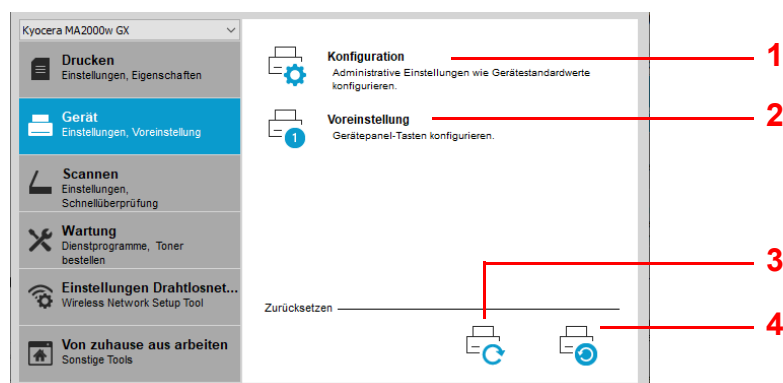 Kyocera MA2000w GX
Drucken
Einstellungen, Eigenschaften
Gerät
Einstellungen, Voreinstellung
Scannen
Einstellungen,
Schnellüberprüfung
Wartung
Dienstprogramme, Toner
bestellen
Einstellungen Drahtlosnet...
Wireless Network Setup Tool
Von zuhause aus arbeiten
Sonstige Tools
Konfiguration
Administrative Einstellungen wie Gerätestandardwerte
konfigurieren.
1
Voreinstellung
Gerätepanel-Tasten konfigurieren.
1
2
Zurücksetzen
3
4